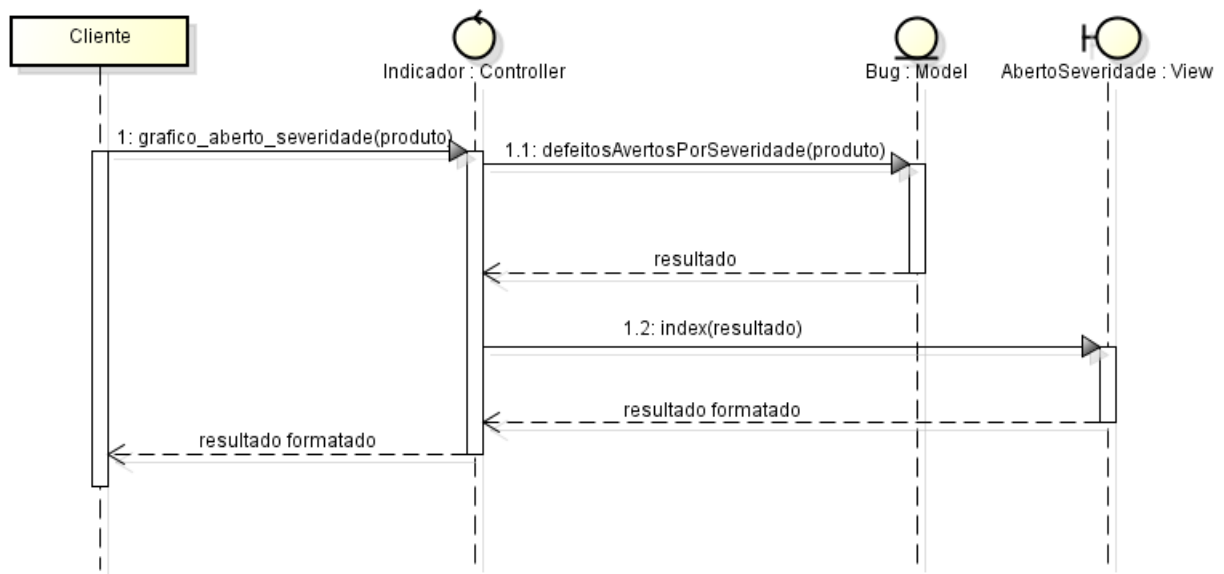 Cliente
Indicador : Controller
Bug : Model
AbertoSeveridade : View
1: grafico_aberto_severidade(produto)
1.1: defeitosAvertosPorSeveridade(produto)
resultado
1.2: index(resultado)
resultado formatado
resultado formatado